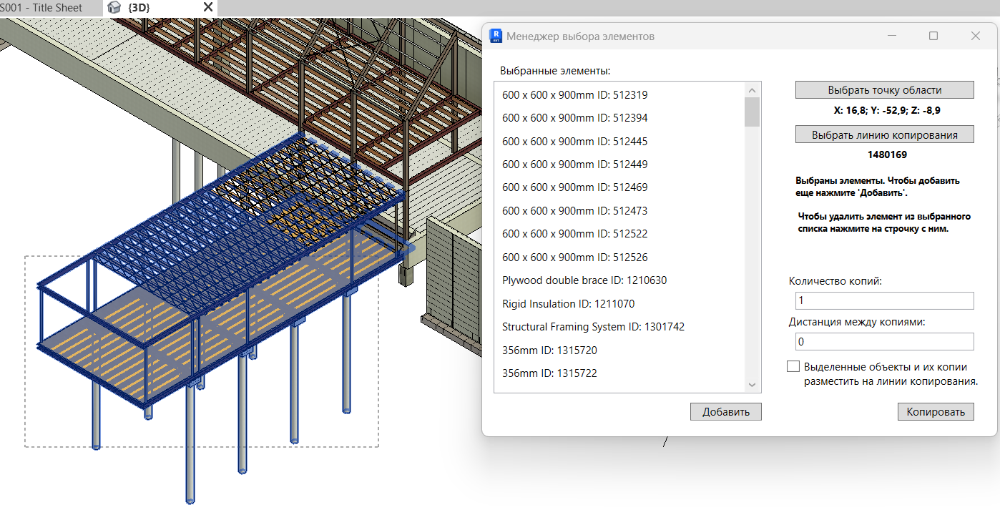 S001 - Title Sheet
{3D}
Менеджер выбора элементов
Выбранные элементы:
600 x 600 x 900mm ID: 512319
600 x 600 x 900mm ID: 512394
600 x 600 x 900mm ID: 512445
600 x 600 x 900mm ID: 512449
600 x 600 x 900mm ID: 512469
600 x 600 x 900mm ID: 512473
600 x 600 x 900mm ID: 512522
600 x 600 x 900mm ID: 512526
Plywood double brace ID: 1210630
Rigid Insulation ID: 1211070
Structural Framing System ID: 1301742
356mm ID: 1315720
356mm ID: 1315722
Добавить
Выбрать точку области
X: 16,8; Y: -52,9; Z: -8,9
Выбрать линию копирования
1480169
Выбраны элементы. Чтобы добавить
еще нажмите 'Добавить'.
Чтобы удалить элемент из выбранного
списка нажмите на строчку с ним.
Количество копий:
1
Дистанция между копиями:
0
Выделенные объекты и их копии
разместить на линии копирования.
Копировать